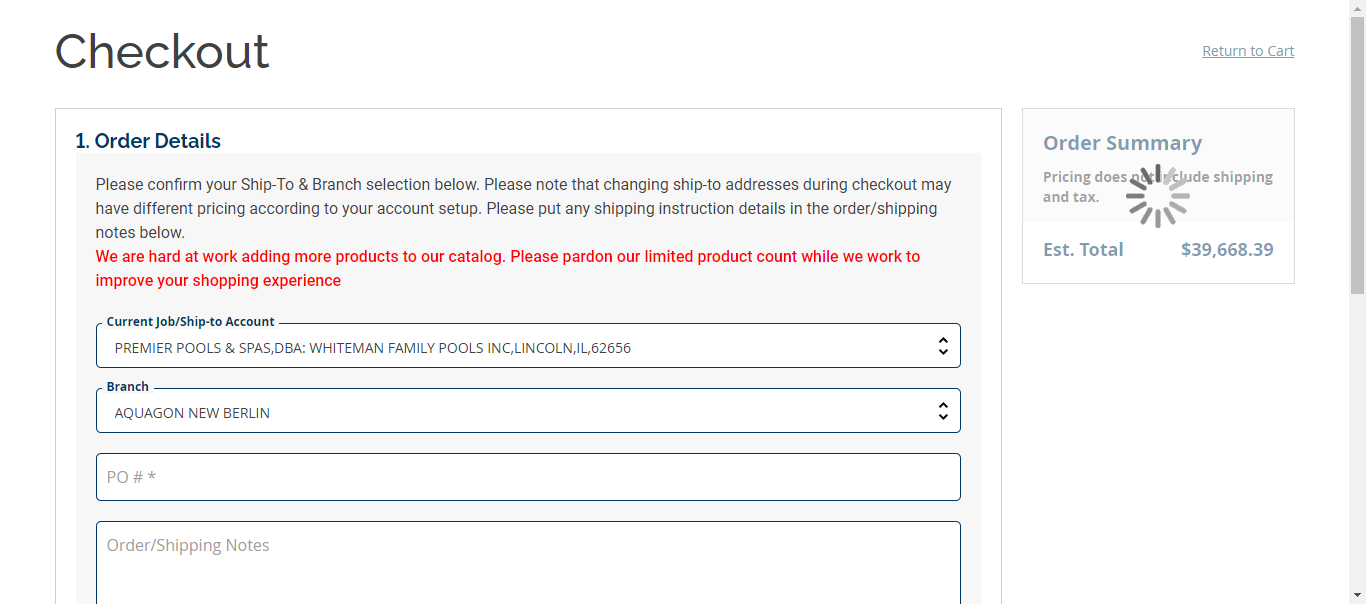 Checkout
Return to Cart
1. Order Details
Please confirm your Ship-To & Branch selection below. Please note that changing ship-to addresses during checkout may
have different pricing according to your account setup. Please put any shipping instruction details in the order/shipping
notes below.
We are hard at work adding more products to our catalog. Please pardon our limited product count while we work to
improve your shopping experience
Current Job/Ship-to Account
PREMIER POOLS & SPAS,DBA: WHITEMAN FAMILY POOLS INC,LINCOLN,IL,62656
Branch
AQUAGON NEW BERLIN
PO # *
Order/Shipping Notes
Order Summary
Pricing does not include shipping
and tax.
Est. Total $39,668.39